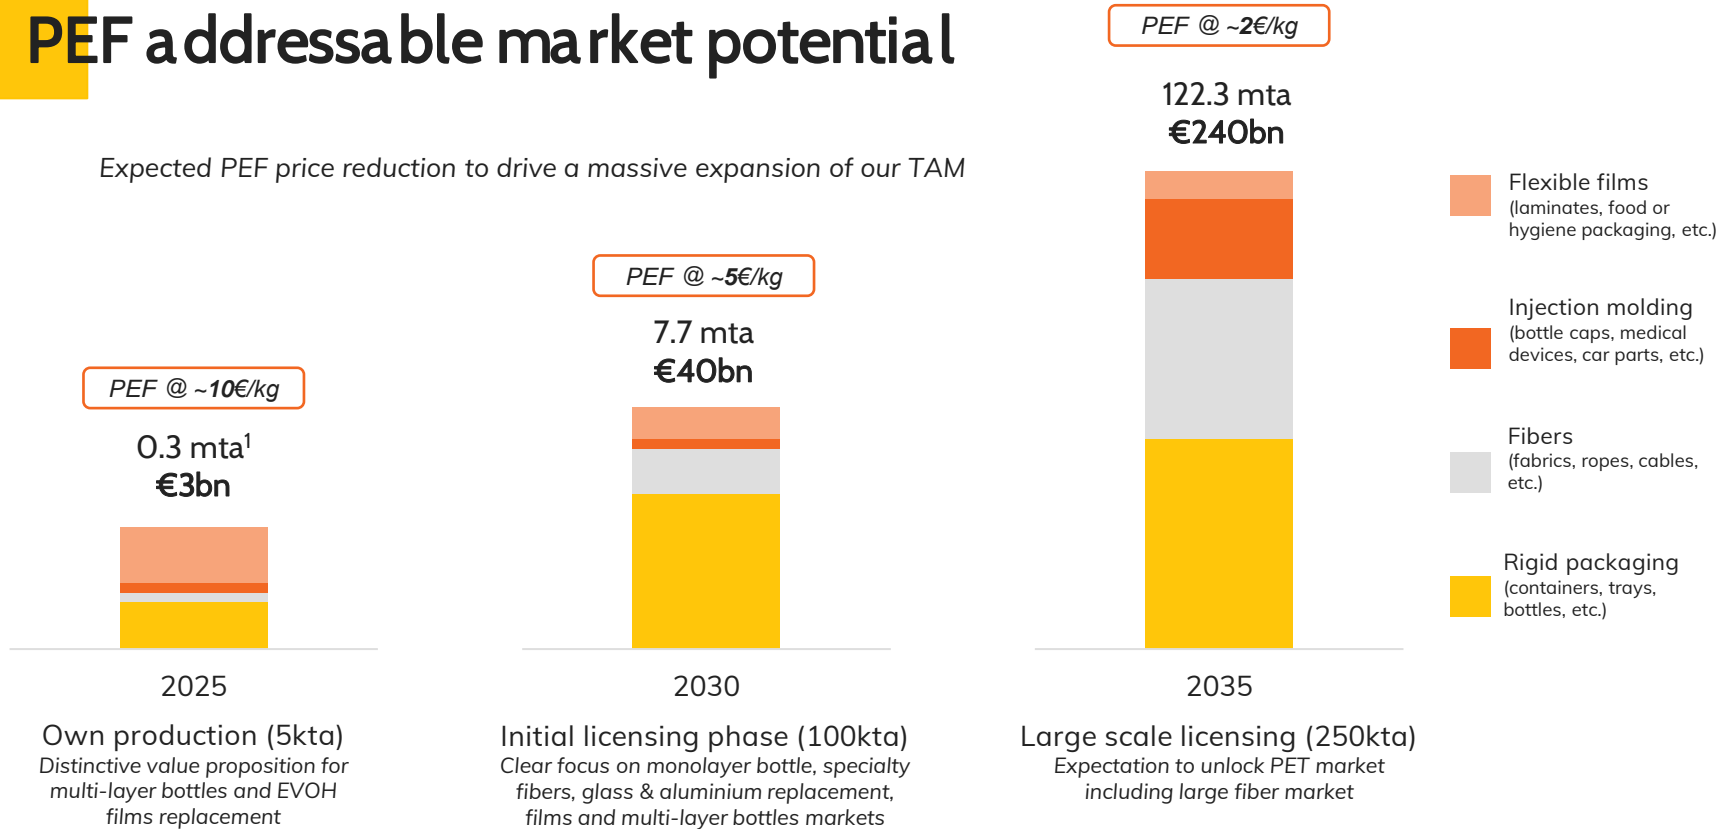 PEF addressable market potential
Expected PEF price reduction to drive a massive expansion of our TAM
PEF @ ~10€/kg
0.3 mta¹
€3bn
2025
Own production (5kta)
Distinctive value proposition for
multi-layer bottles and EVOH
films replacement
PEF @ ~5€/kg
7.7 mta
€40bn
2030
Initial licensing phase (100kta)
Clear focus on monolayer bottle, specialty
fibers, glass & aluminium replacement,
films and multi-layer bottles markets
PEF @ ~2€/kg
122.3 mta
€240bn
2035
Large scale licensing (250kta)
Expectation to unlock PET market
including large fiber market
Flexible films
(laminates, food or
hygiene packaging, etc.)
Injection molding
(bottle caps, medical
devices, car parts, etc.)
Fibers
(fabrics, ropes, cables,
etc.)
Rigid packaging
(containers, trays,
bottles, etc.)